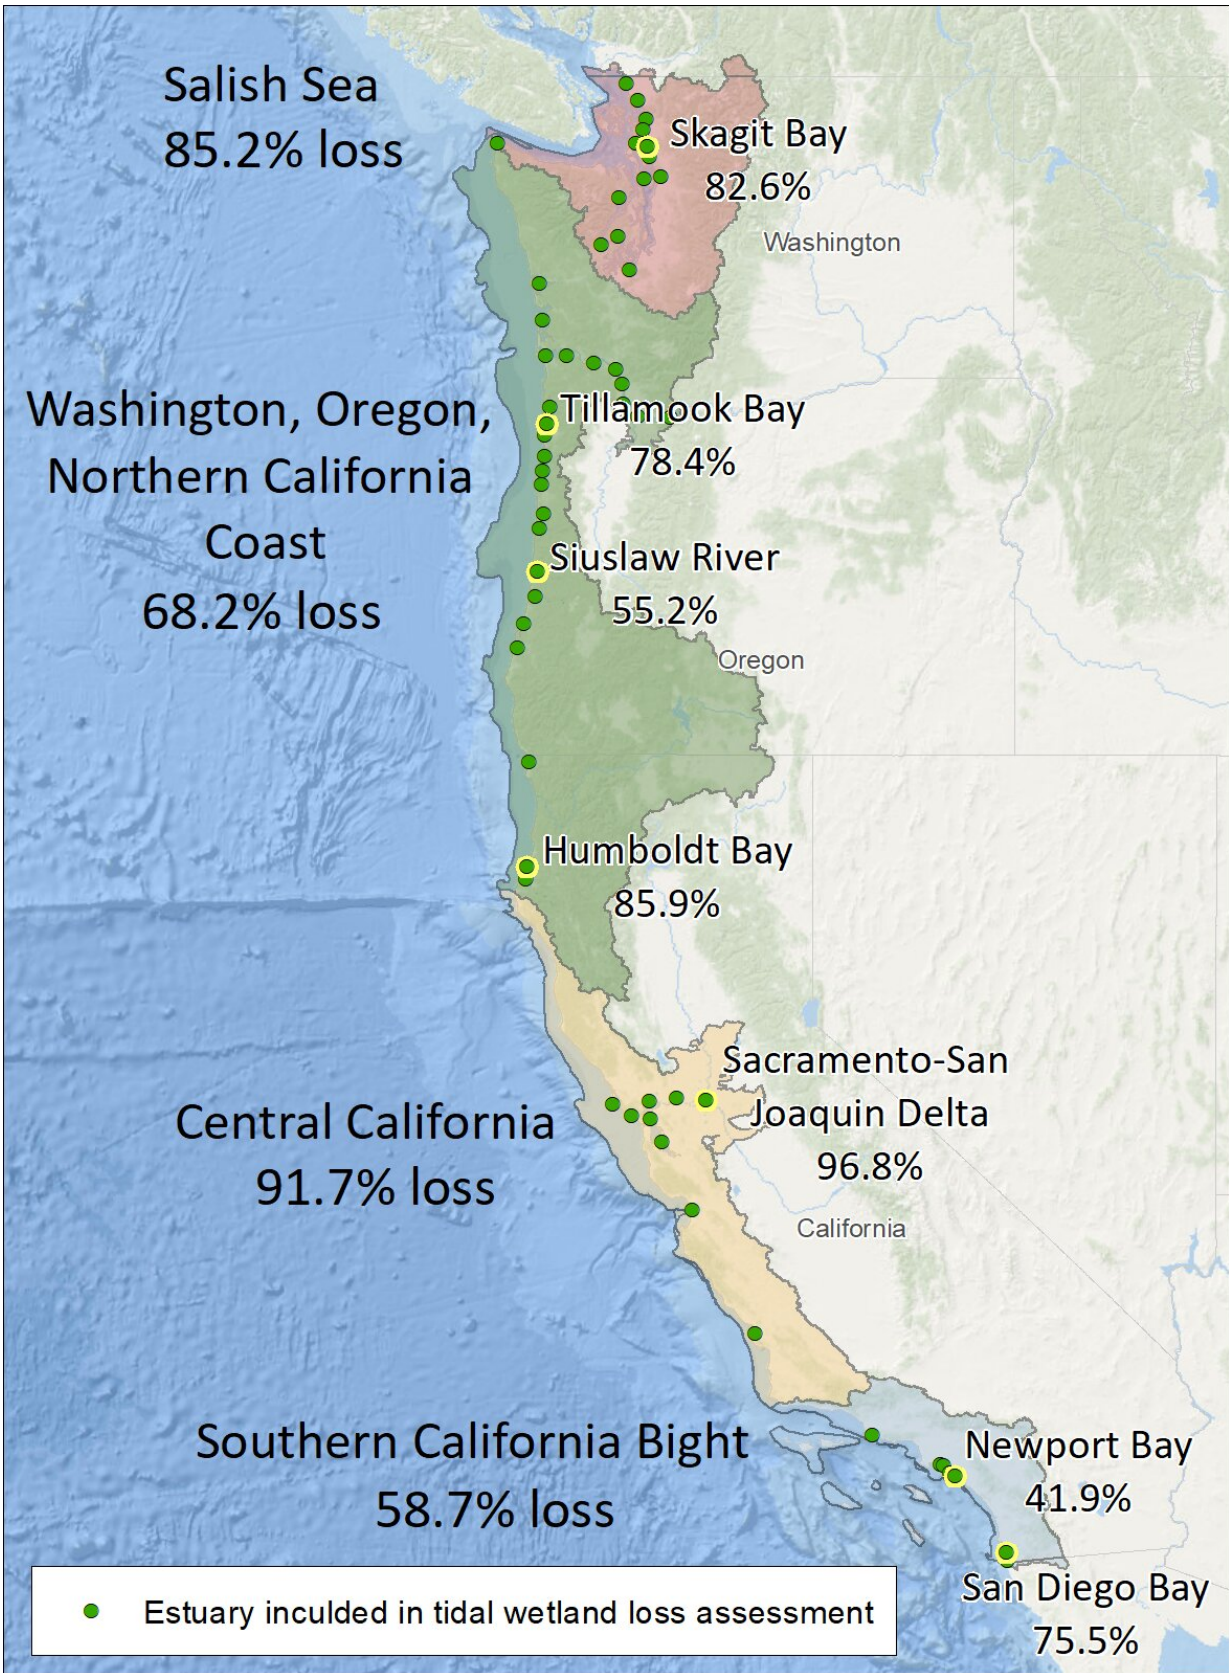 Salish Sea
85.2% loss
Skagit Bay
82.6%
Washington
Washington, Oregon,
Northern California
Coast
68.2% loss
Tillamook Bay
78.4%
Siuslaw River
55.2%
Oregon
Humboldt Bay
85.9%
Sacramento-San
Joaquin Delta
96.8%
Central California
91.7% loss
California
Southern California Bight
58.7% loss
Newport Bay
41.9%
San Diego Bay
75.5%
Estuary inculded in tidal wetland loss assessment